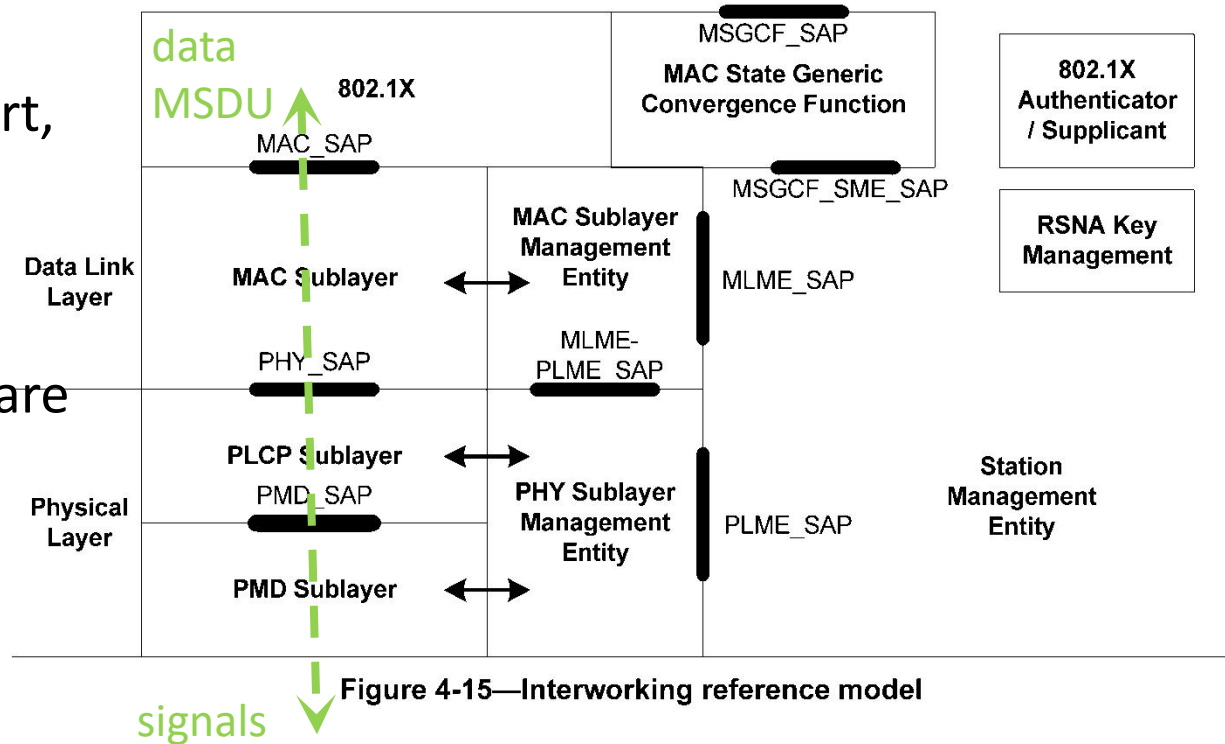 data
MSDU
rt,
802.1X
MAC_SAP
MSGCF_SAP
MAC State Generic
Convergence Function
MSGCF_SME_SAP
802.1X
Authenticator
/ Supplicant
RSNA Key
Management
Data Link
Layer
MAC Sublayer
MAC Sublayer
Management
Entity
MLME_SAP
PHY_SAP
MLME-
PLME_SAP
are
Physical
Layer
PLCP Sublayer
PMD_SAP
PMD Sublayer
PHY Sublayer
Management
Entity
PLME_SAP
Station
Management
Entity
Figure 4-15—Interworking reference model
signals